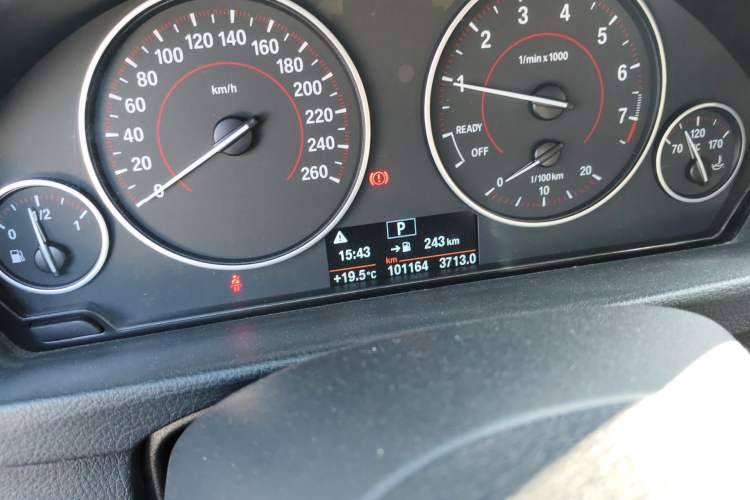 0 20 40 60 80 100 120 140 160 180 200 220 240 260
km/h
1 2 3 4 5 6 7
1/min x 1000
READY
OFF
0 10 20
l/100km
0 1/2 1
70 120 170
°C
P
15:43 243 km
km
+19.5°C 101164 3713.0